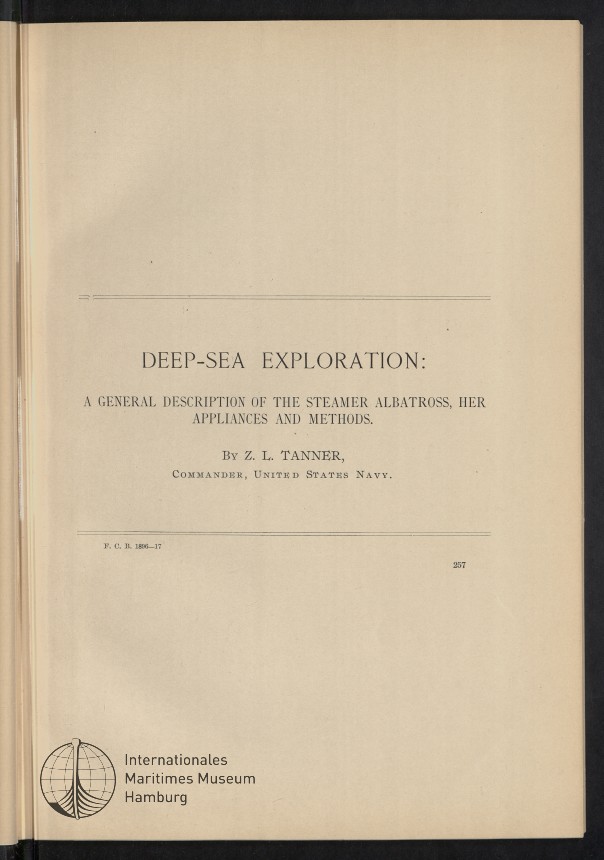 DEEP-SEA EXPLORATION:
A GENERAL DESCRIPTION OF THE STEAMER ALBATROSS, HER
APPLIANCES AND METHODS.
By Z. L. TANNER,
Commander, United States Navy.
F. C. B. 1896—17
257
Internationales
Maritimes Museum
Hamburg